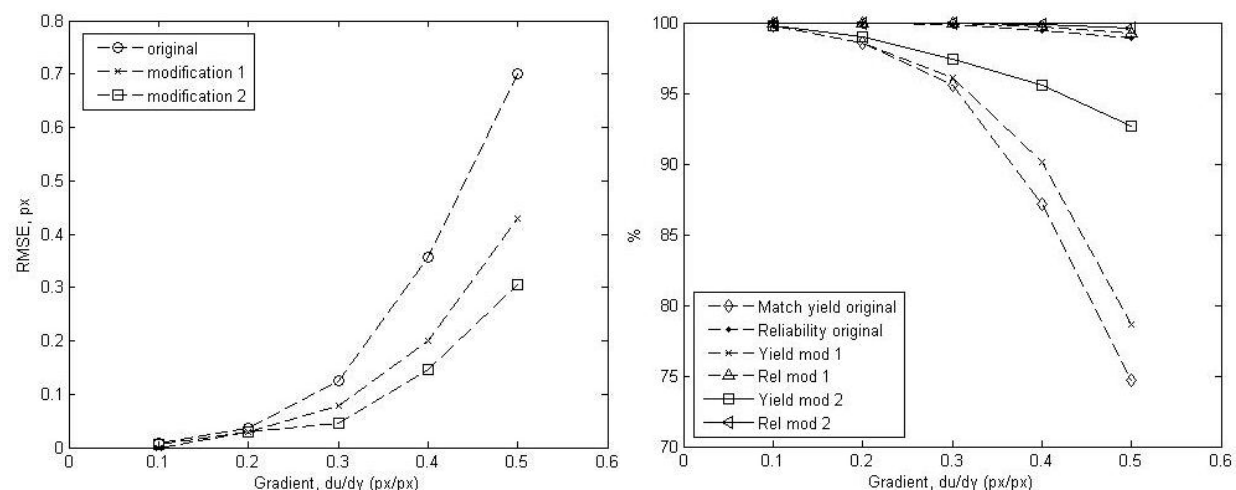 0.8
0.7
0.6
0.5
0.4
0.3
0.2
0.1
0
RMSE, px
original
modification 1
modification 2
0 0.1 0.2 0.3 0.4 0.5 0.6
Gradient, du/dy (px/px)
100
95
90
85
80
75
70
%
Match yield original
Reliability original
Yield mod 1
Rel mod 1
Yield mod 2
Rel mod 2
0 0.1 0.2 0.3 0.4 0.5 0.6
Gradient, du/dy (px/px)